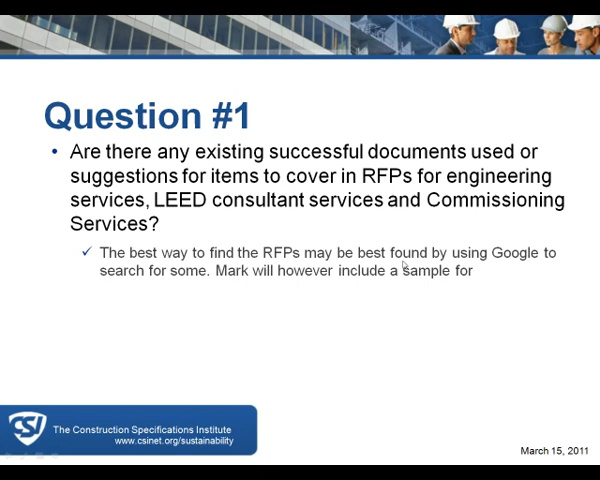 Question #1
• Are there any existing successful documents used or
suggestions for items to cover in RFPs for engineering
services, LEED consultant services and Commissioning
Services?
✓ The best way to find the RFPs may be best found by using Google to
search for some. Mark will however include a sample for
CSI
The Construction Specifications Institute
www.csinet.org/sustainability
March 15, 2011